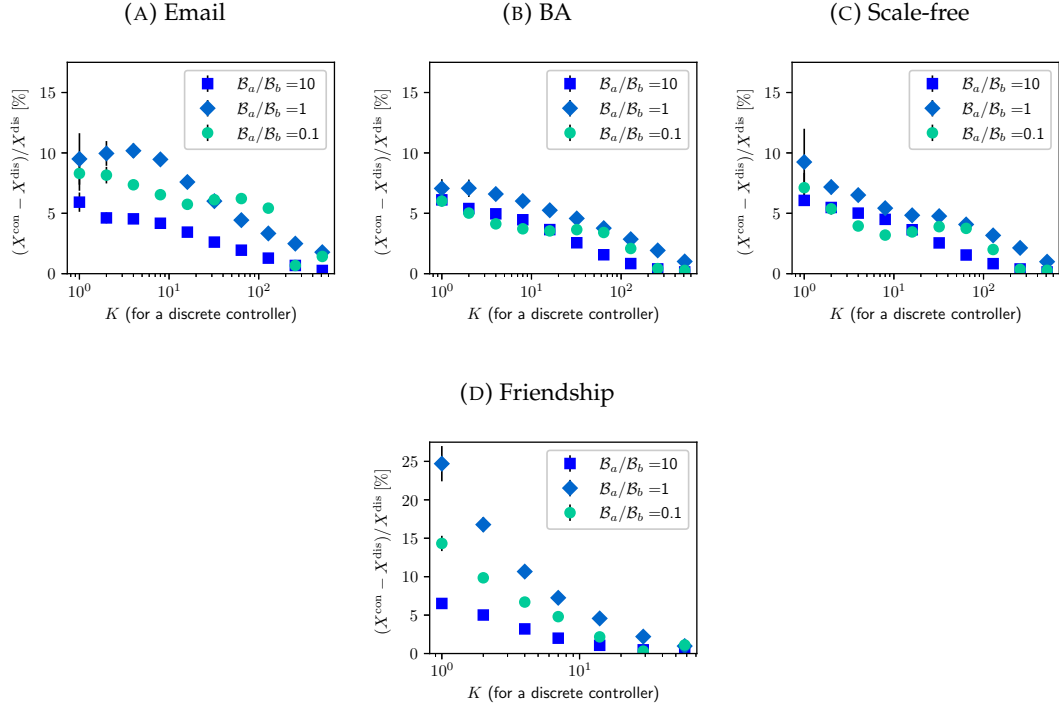 (A) Email
(X^con − X^dis)/X^dis [%]
15
10
5
0
10^0
10^1
10^2
K (for a discrete controller)
B_a/B_b =10
B_a/B_b =1
B_a/B_b =0.1
(B) BA
(X^con − X^dis)/X^dis [%]
15
10
5
0
10^0
10^1
10^2
K (for a discrete controller)
B_a/B_b =10
B_a/B_b =1
B_a/B_b =0.1
(C) Scale-free
(X^con − X^dis)/X^dis [%]
15
10
5
0
10^0
10^1
10^2
K (for a discrete controller)
B_a/B_b =10
B_a/B_b =1
B_a/B_b =0.1
(D) Friendship
(X^con − X^dis)/X^dis [%]
25
20
15
10
5
0
10^0
10^1
K (for a discrete controller)
B_a/B_b =10
B_a/B_b =1
B_a/B_b =0.1